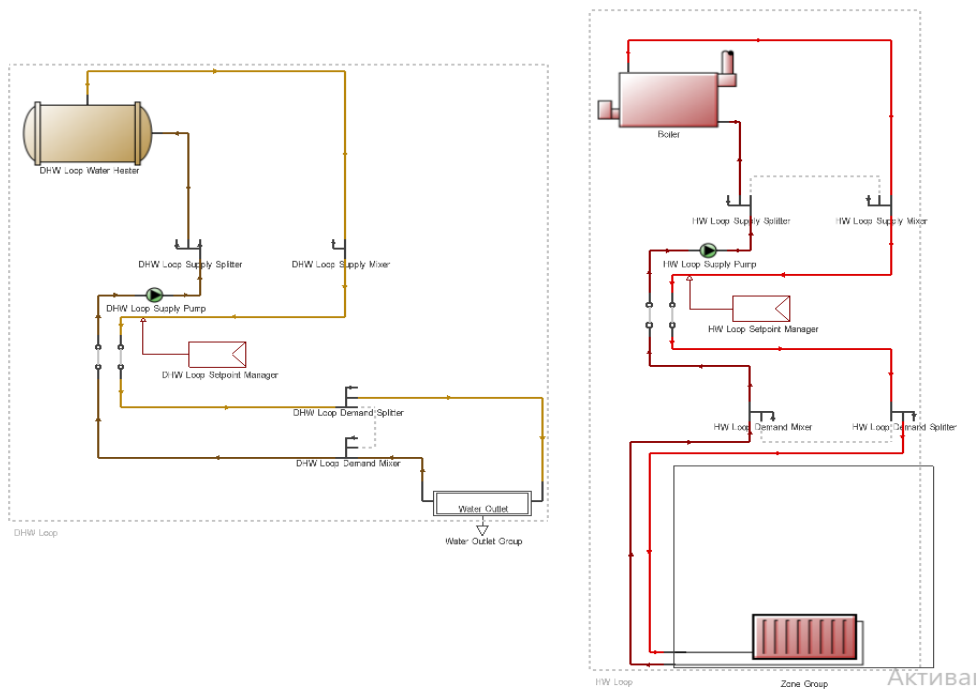 Boiler
DHW Loop Water Heater
HW Loop Supply Splitter
HW Loop Supply Mixer
DHW Loop Supply Splitter
DHW Loop Supply Mixer
HW Loop Supply Pump
DHW Loop Supply Pump
HW Loop Setpoint Manager
DHW Loop Setpoint Manager
DHW Loop Demand Splitter
HW Loop Demand Mixer
HW Loop Demand Splitter
DHW Loop Demand Mixer
Water Outlet
DHW Loop
Water Outlet Group
HW Loop
Zone Group